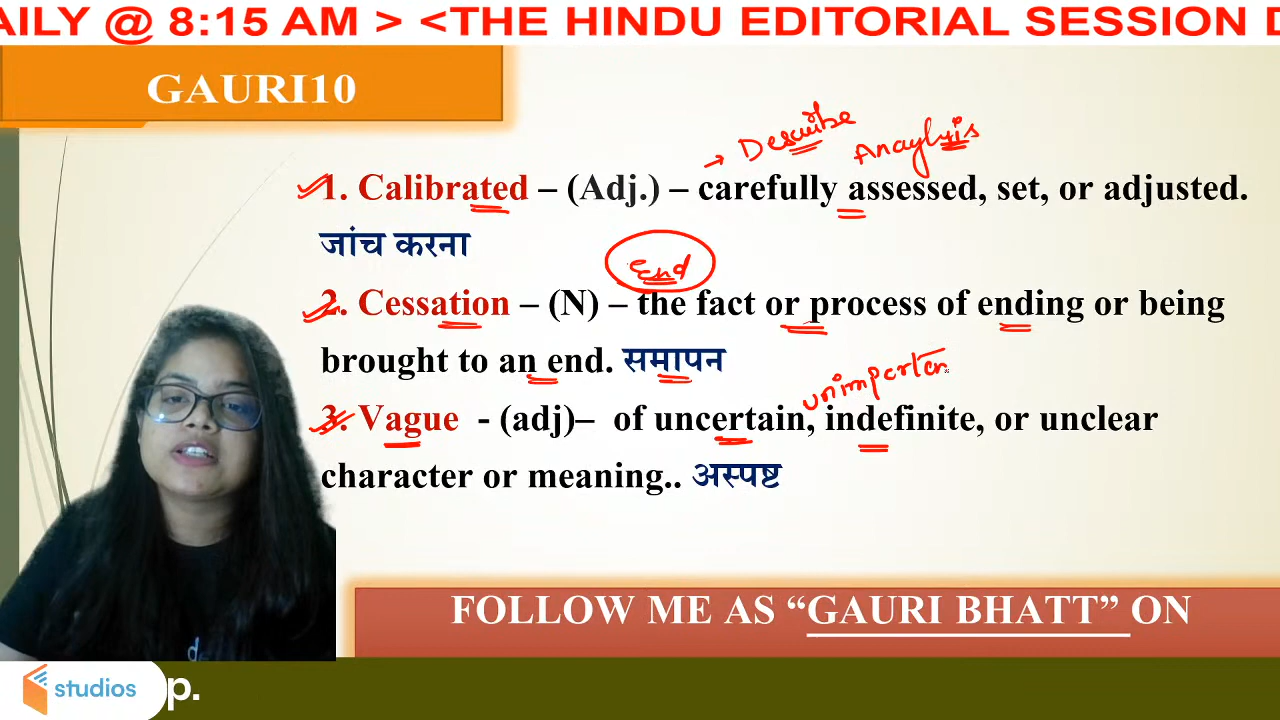 AILY @ 8:15 AM > <THE HINDU EDITORIAL SESSION D
GAURI10
→ Describe Anaylsis
1. Calibrated – (Adj.) – carefully assessed, set, or adjusted.
जांच करना
End
2. Cessation – (N) – the fact or process of ending or being
brought to an end. समापन
unimportan
3. Vague - (adj)– of uncertain, indefinite, or unclear
character or meaning.. अस्पष्ट
FOLLOW ME AS “GAURI BHATT” ON
studios p.